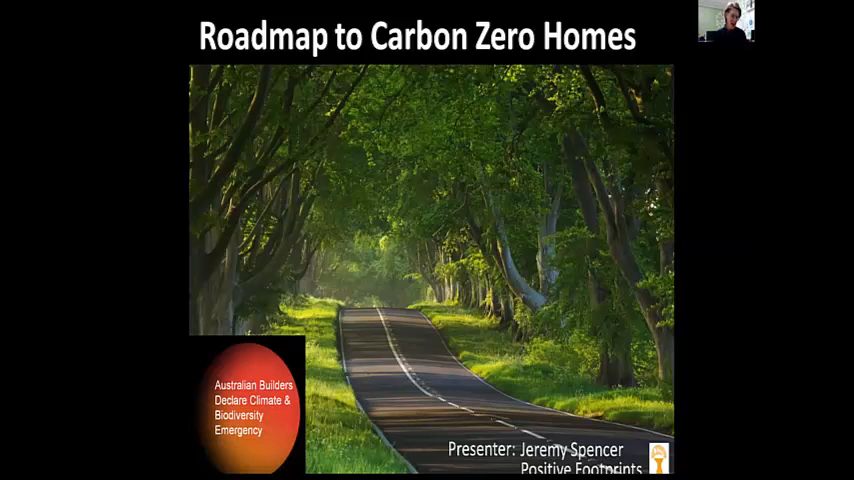 Roadmap to Carbon Zero Homes
Australian Builders
Declare Climate &
Biodiversity
Emergency
Presenter: Jeremy Spencer
Positive Footprints